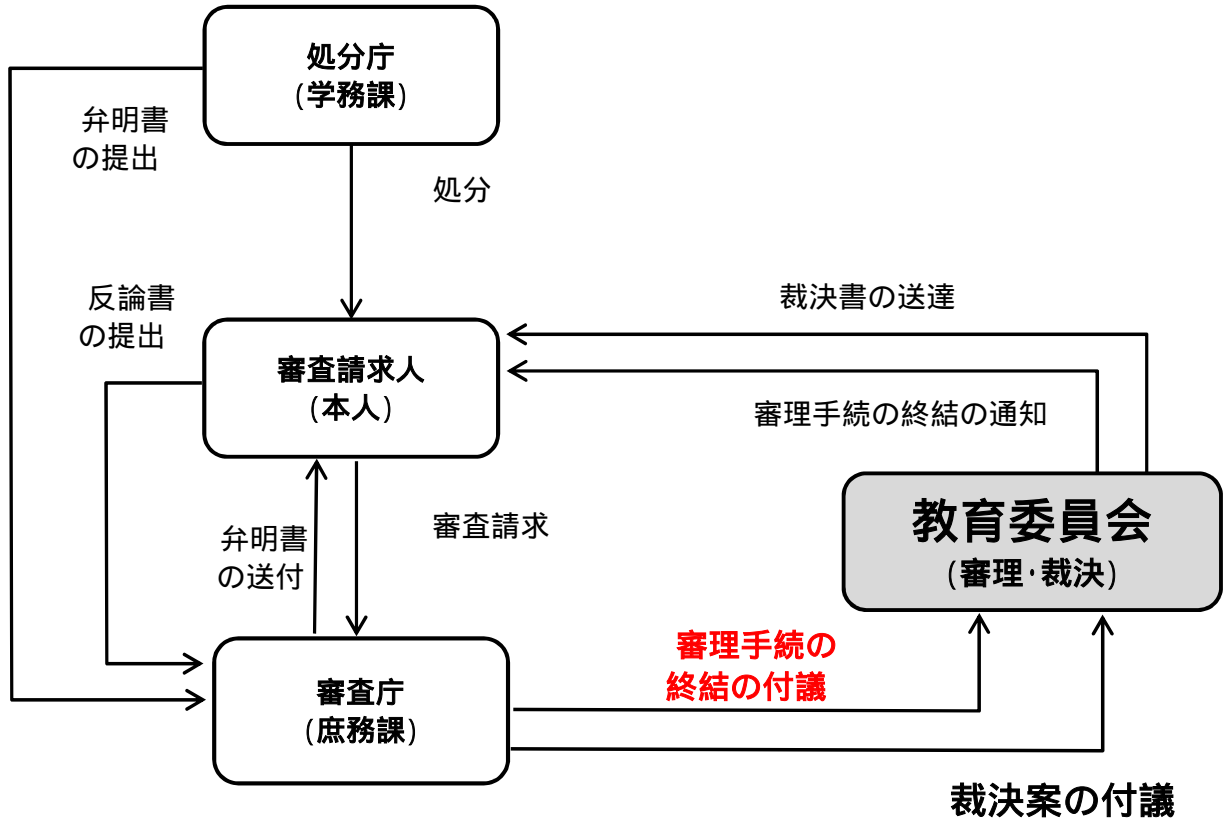 処分庁
(学務課)
弁明書
の提出
処分
反論書
の提出
裁決書の送達
審査請求人
(本人)
審理手続の終結の通知
教育委員会
(審理・裁決)
弁明書
の送付
審査請求
審理手続の
終結の付議
審査庁
(庶務課)
裁決案の付議